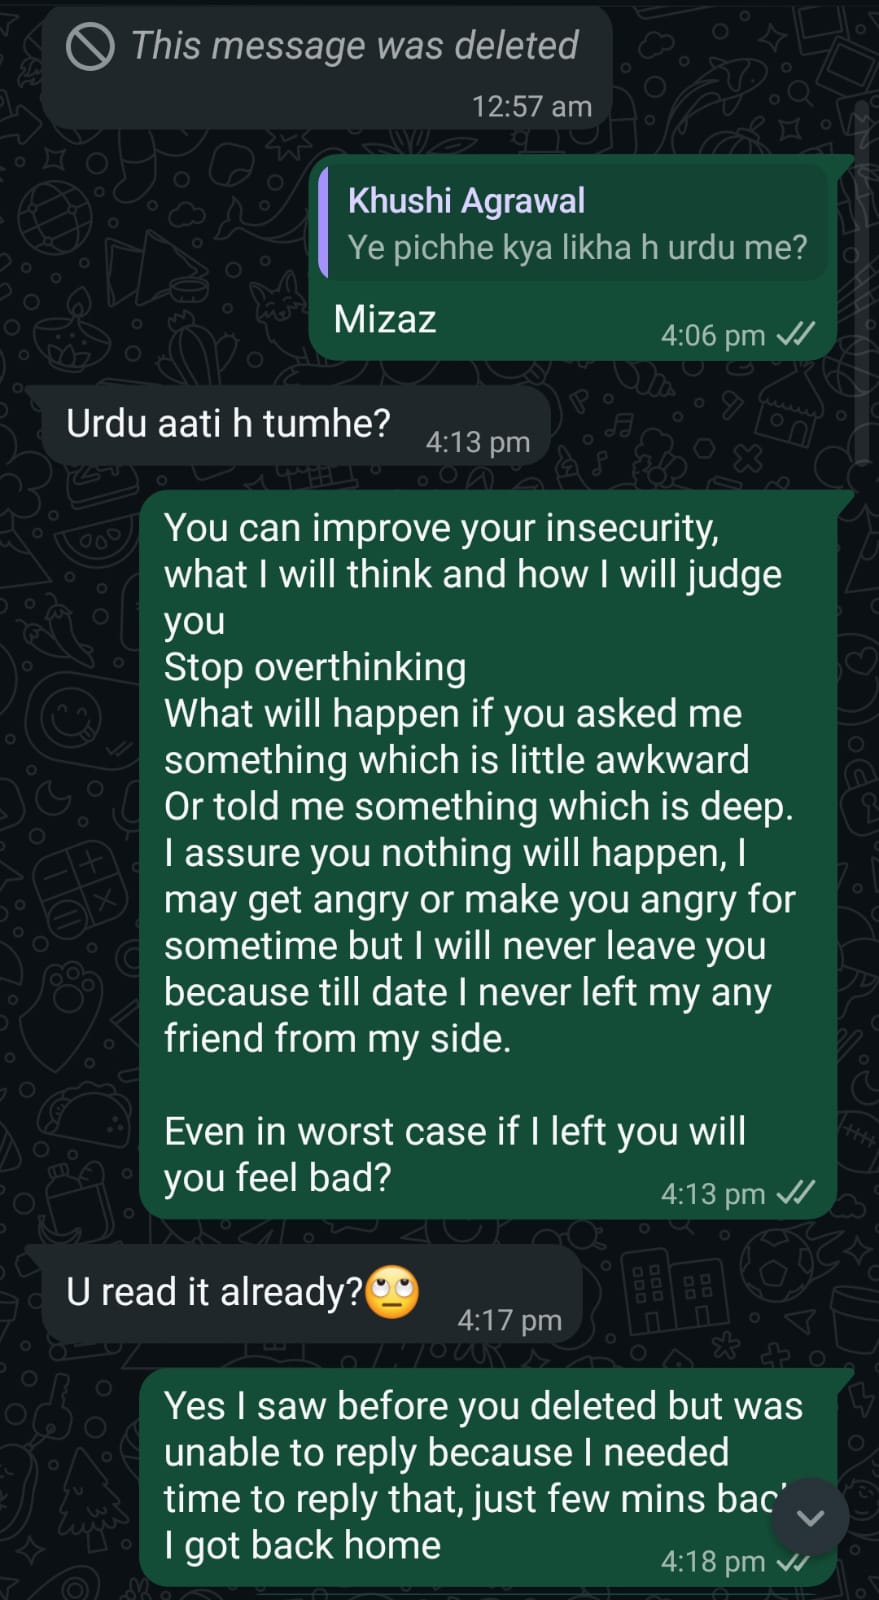 This message was deleted
12:57 am
Khushi Agrawal
Ye pichhe kya likha h urdu me?
Mizaz
4:06 pm
Urdu aati h tumhe?
4:13 pm
You can improve your insecurity,
what I will think and how I will judge
you
Stop overthinking
What will happen if you asked me
something which is little awkward
Or told me something which is deep.
I assure you nothing will happen, I
may get angry or make you angry for
sometime but I will never leave you
because till date I never left my any
friend from my side.
Even in worst case if I left you will
you feel bad?
4:13 pm
U read it already?🙄
4:17 pm
Yes I saw before you deleted but was
unable to reply because I needed
time to reply that, just few mins back
I got back home
4:18 pm